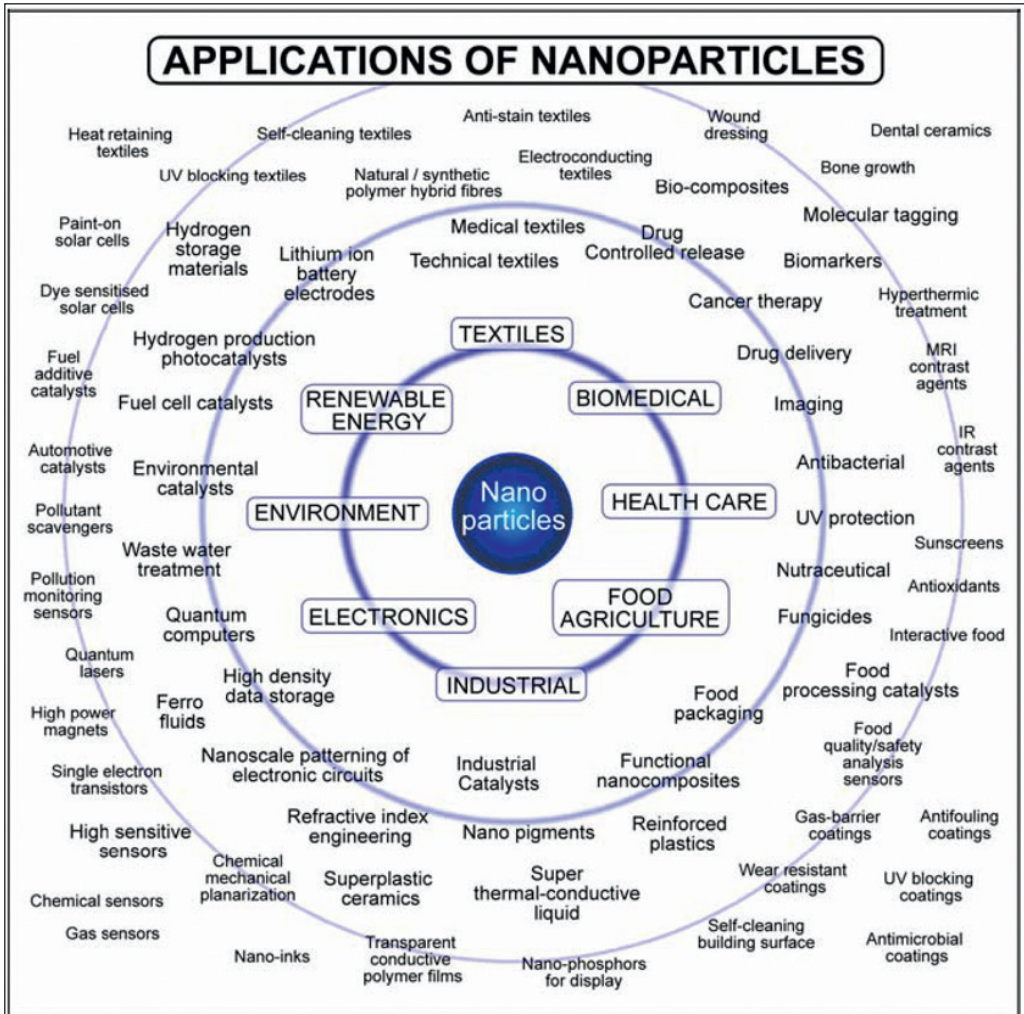 APPLICATIONS OF NANOPARTICLES
Anti-stain textiles
Wound
dressing
Dental ceramics
Heat retaining
textiles
Self-cleaning textiles
Electroconducting
textiles
Bone growth
UV blocking textiles
Natural / synthetic
polymer hybrid fibres
Bio-composites
Molecular tagging
Paint-on
solar cells
Hydrogen
storage
materials
Medical textiles
Drug
Controlled release
Lithium ion
battery
electrodes
Technical textiles
Biomarkers
Dye sensitised
solar cells
Cancer therapy
Hyperthermic
treatment
TEXTILES
Hydrogen production
photocatalysts
Drug delivery
MRI
contrast
agents
Fuel
additive
catalysts
Fuel cell catalysts
RENEWABLE
ENERGY
BIOMEDICAL
Imaging
IR
contrast
agents
Automotive
catalysts
Environmental
catalysts
Antibacterial
Nano
particles
ENVIRONMENT
HEALTH CARE
Pollutant
scavengers
UV protection
Sunscreens
Waste water
treatment
Nutraceutical
Antioxidants
Pollution
monitoring
sensors
Quantum
computers
ELECTRONICS
FOOD
AGRICULTURE
Fungicides
Interactive food
Quantum
lasers
High density
data storage
INDUSTRIAL
Food
processing catalysts
Ferro
fluids
Food
packaging
High power
magnets
Food
quality/safety
analysis
sensors
Nanoscale patterning of
electronic circuits
Industrial
Catalysts
Functional
nanocomposites
Single electron
transistors
High sensitive
sensors
Refractive index
engineering
Nano pigments
Reinforced
plastics
Gas-barrier
coatings
Antifouling
coatings
Chemical
mechanical
planarization
Superplastic
ceramics
Super
thermal-conductive
liquid
Wear resistant
coatings
UV blocking
coatings
Chemical sensors
Gas sensors
Self-cleaning
building surface
Antimicrobial
coatings
Nano-inks
Transparent
conductive
polymer films
Nano-phosphors
for display